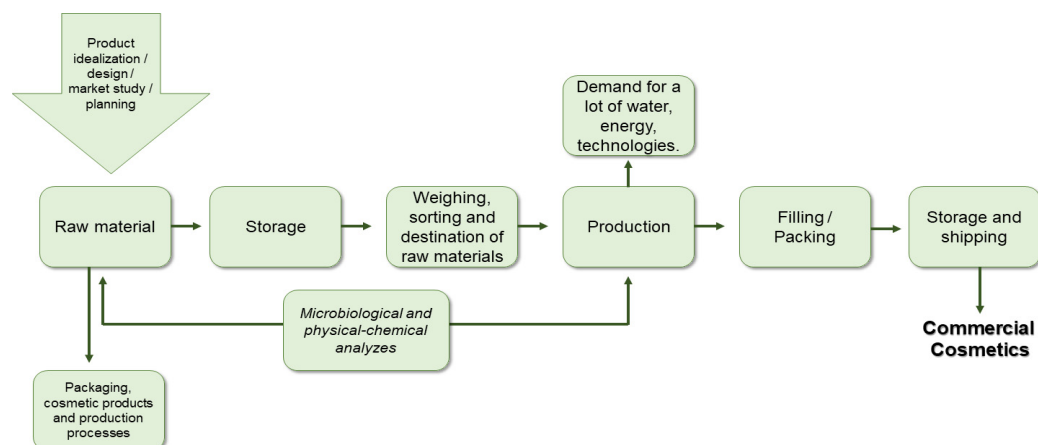 Product
idealization /
design /
market study /
planning
Demand for a
lot of water,
energy,
technologies.
Raw material
Storage
Weighing,
sorting and
destination of
raw materials
Production
Filling /
Packing
Storage and
shipping
Microbiological and
physical-chemical
analyzes
Commercial
Cosmetics
Packaging,
cosmetic products
and production
processes